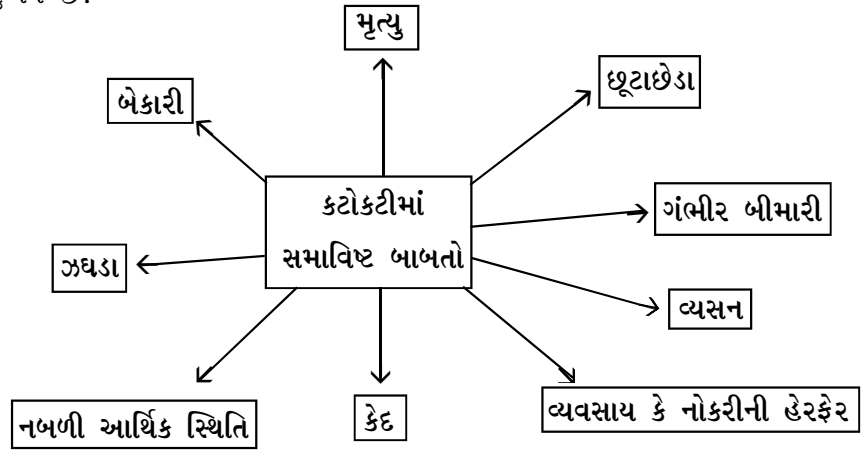 મૃત્યુ
છૂટાછેડા
બેકારી
કટોકટીમાં
સમાવિષ્ટ બાબતો
ગંભીર બીમારી
ઝઘડા
વ્યસન
નબળી આર્થિક સ્થિતિ
કેદ
વ્યવસાય કે નોકરીની હેરફેર